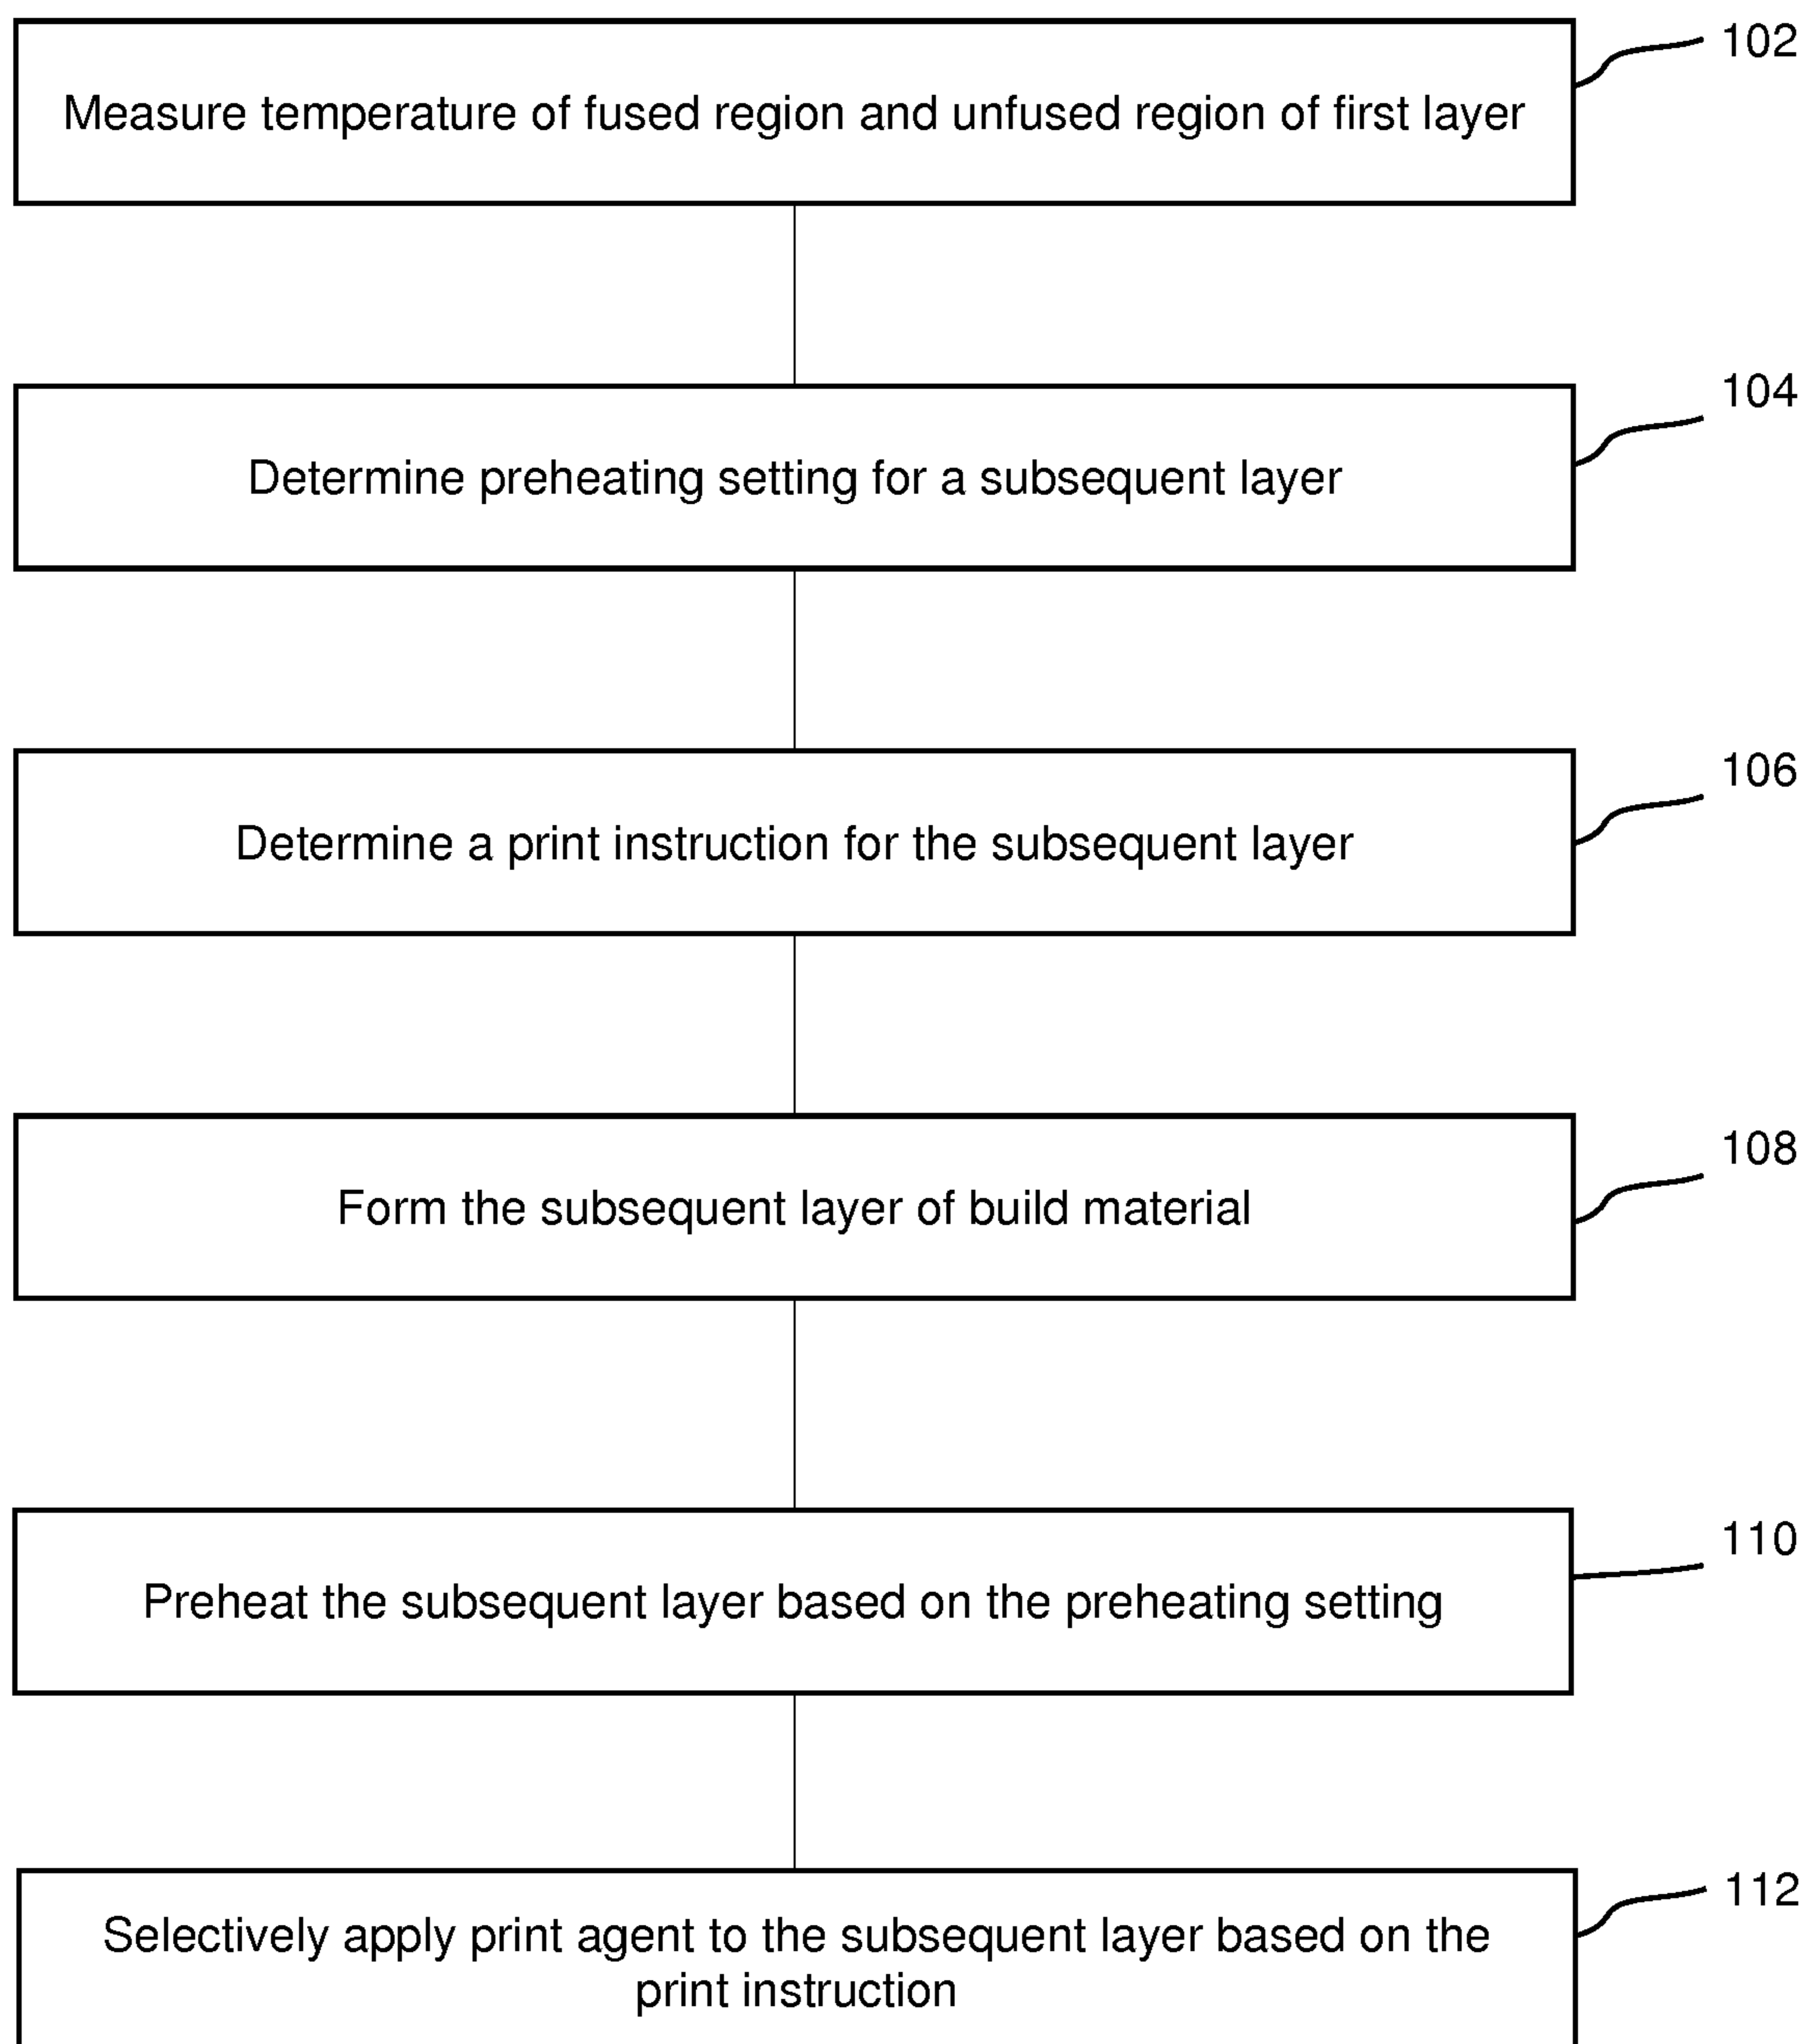 102
Measure temperature of fused region and unfused region of first layer
104
Determine preheating setting for a subsequent layer
106
Determine a print instruction for the subsequent layer
108
Form the subsequent layer of build material
110
Preheat the subsequent layer based on the preheating setting
112
Selectively apply print agent to the subsequent layer based on the
print instruction